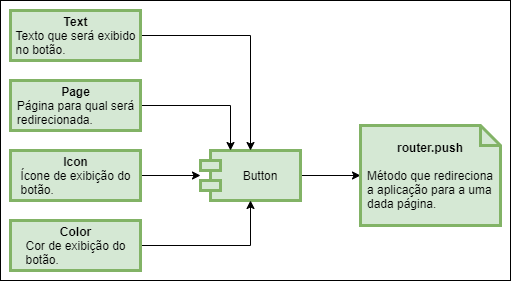 Text
Texto que será exibido
no botão.
Page
Página para qual será
redirecionada.
Icon
Ícone de exibição do
botão.
Color
Cor de exibição do
botão.
Button
router.push
Método que redireciona
a aplicação para a uma
dada página.